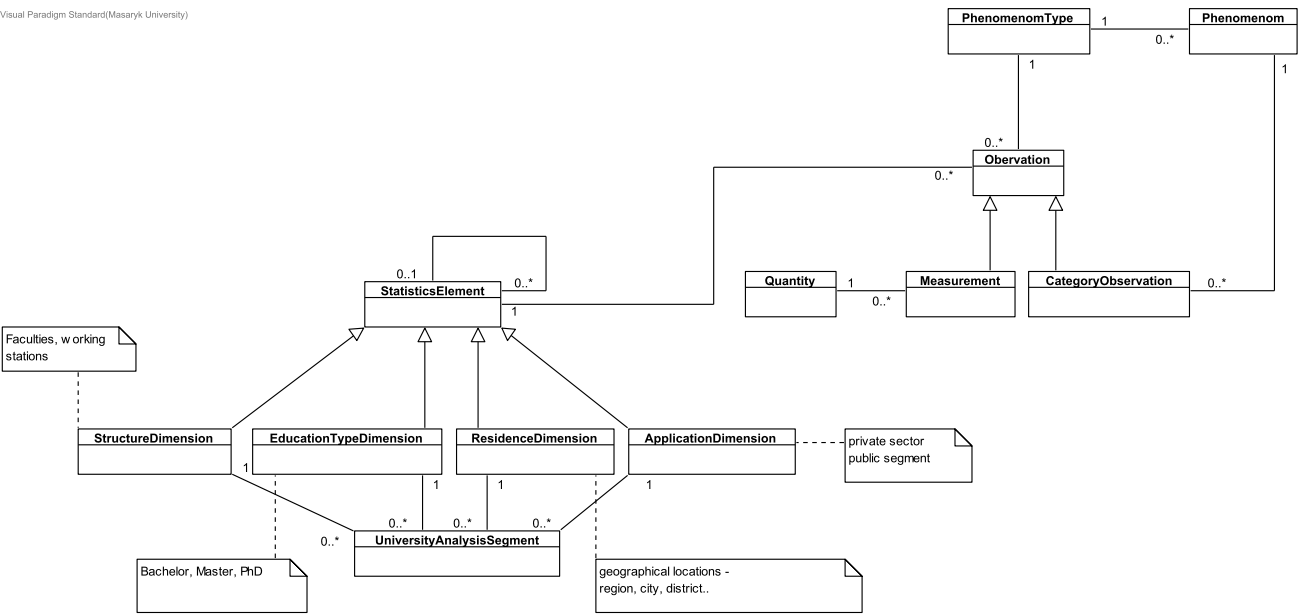 Visual Paradigm Standard(Masaryk University)
PhenomenomType
1
0..*
Phenomenom
1
1
0..*
Obervation
0..*
0..1
0..*
StatisticsElement
1
Quantity
1
0..*
Measurement
CategoryObservation
0..*
Faculties, working
stations
StructureDimension
EducationTypeDimension
ResidenceDimension
ApplicationDimension
private sector
public segment
1
1
1
1
0..*
0..*
0..*
0..*
UniversityAnalysisSegment
Bachelor, Master, PhD
geographical locations -
region, city, district..